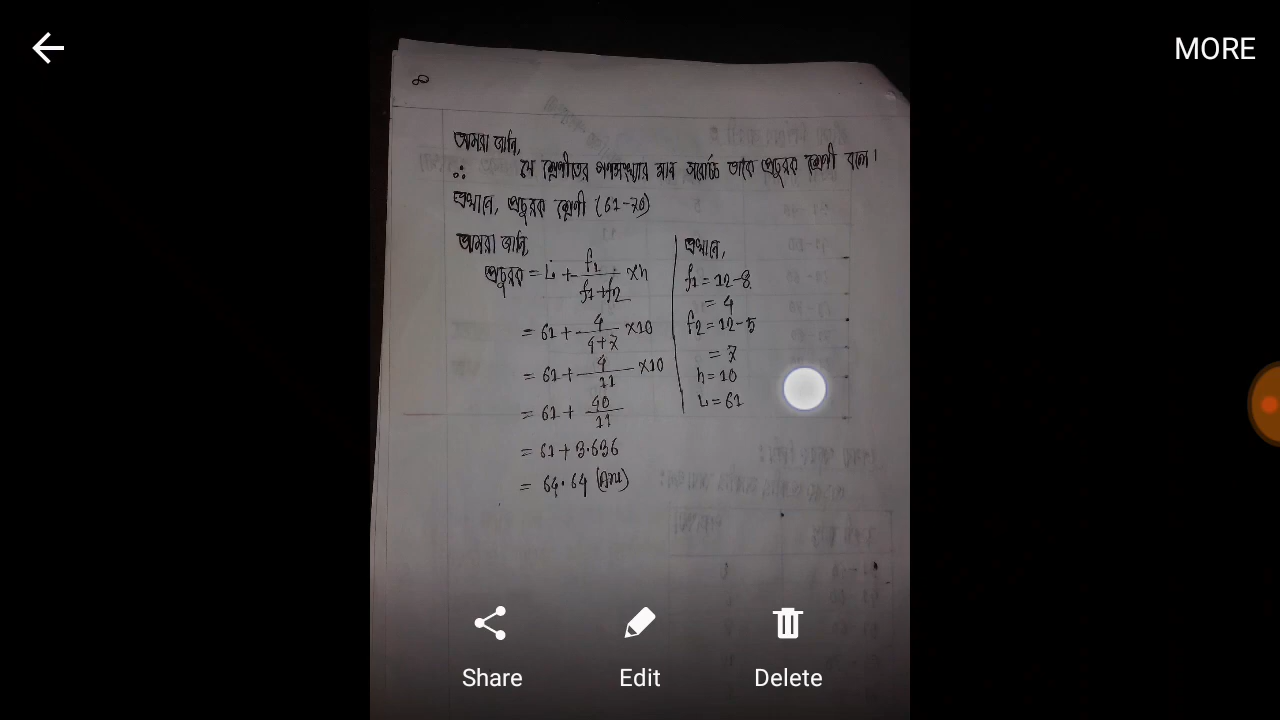 MORE
8
আমরা জানি,
∴ যে শ্রেণীতের গণসংখ্যার মান সর্বোচ্চ তাকে প্রচুরক শ্রেণী বলে।
এখানে, প্রচুরক শ্রেণী (61-70)
আমরা জানি,
প্রচুরক = L + f1/(f1+f2) × h
= 61 + 4/(4+7) × 10
= 61 + 4/11 × 10
= 61 + 40/11
= 61 + 3.636
= 64.64 (Ans)
এখানে,
f1 = 12-8
= 4
f2 = 12-5
= 7
h = 10
L = 61
Share Edit Delete